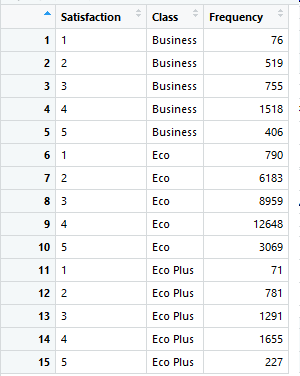 Satisfaction Class Frequency
1 1 Business 76
2 2 Business 519
3 3 Business 755
4 4 Business 1518
5 5 Business 406
6 1 Eco 790
7 2 Eco 6183
8 3 Eco 8959
9 4 Eco 12648
10 5 Eco 3069
11 1 Eco Plus 71
12 2 Eco Plus 781
13 3 Eco Plus 1291
14 4 Eco Plus 1655
15 5 Eco Plus 227